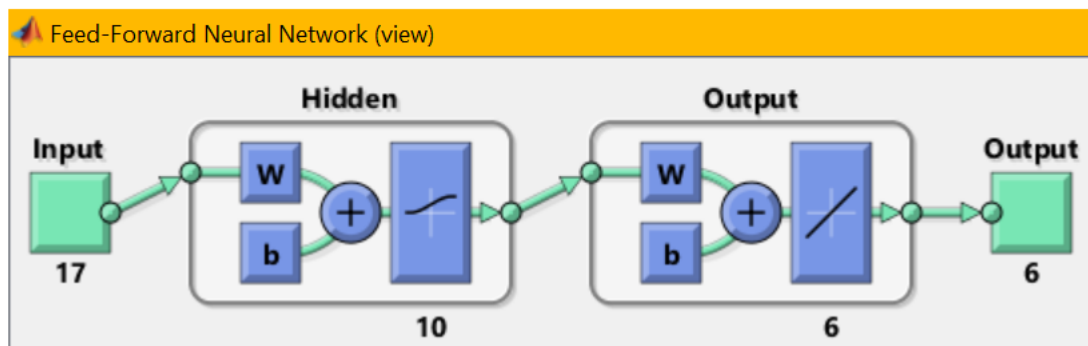 Feed-Forward Neural Network (view)
Hidden
Output
Input
Output
W
W
+
+
b
b
17
6
10
6